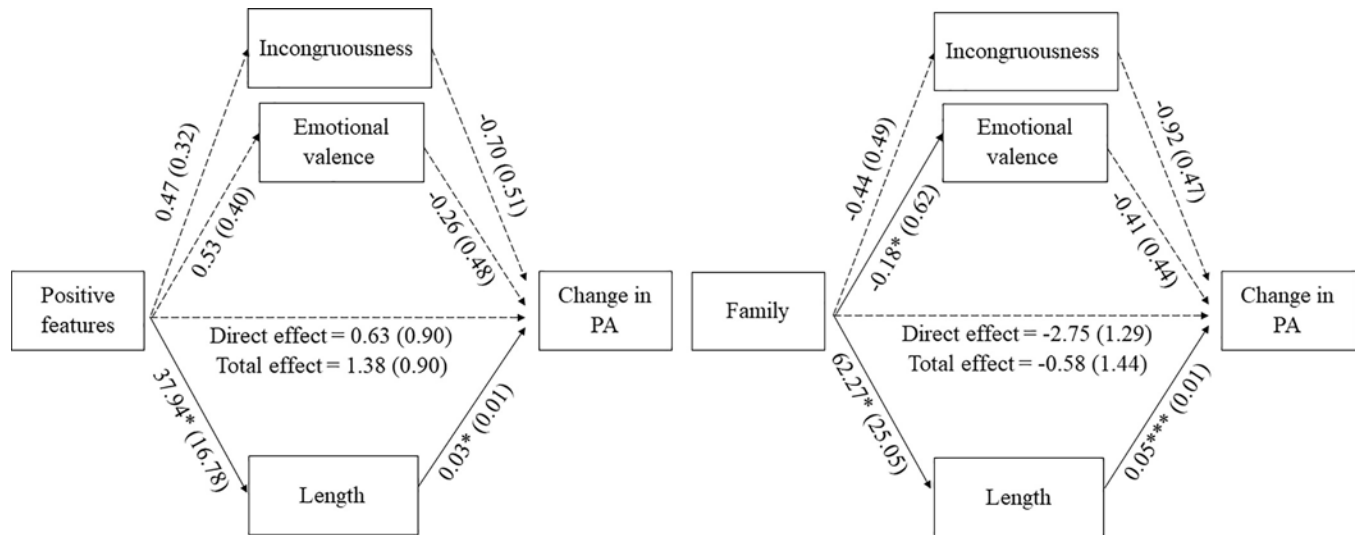 Incongruousness
Emotional
valence
0.47 (0.32)
0.53 (0.40)
-0.70 (0.51)
-0.26 (0.48)
Positive
features
Change in
PA
Direct effect = 0.63 (0.90)
Total effect = 1.38 (0.90)
37.94* (16.78)
0.03* (0.01)
Length
Incongruousness
Emotional
valence
-0.44 (0.49)
-0.18* (0.62)
-0.92 (0.47)
-0.41 (0.44)
Family
Change in
PA
Direct effect = -2.75 (1.29)
Total effect = -0.58 (1.44)
62.27* (25.05)
0.05*** (0.01)
Length